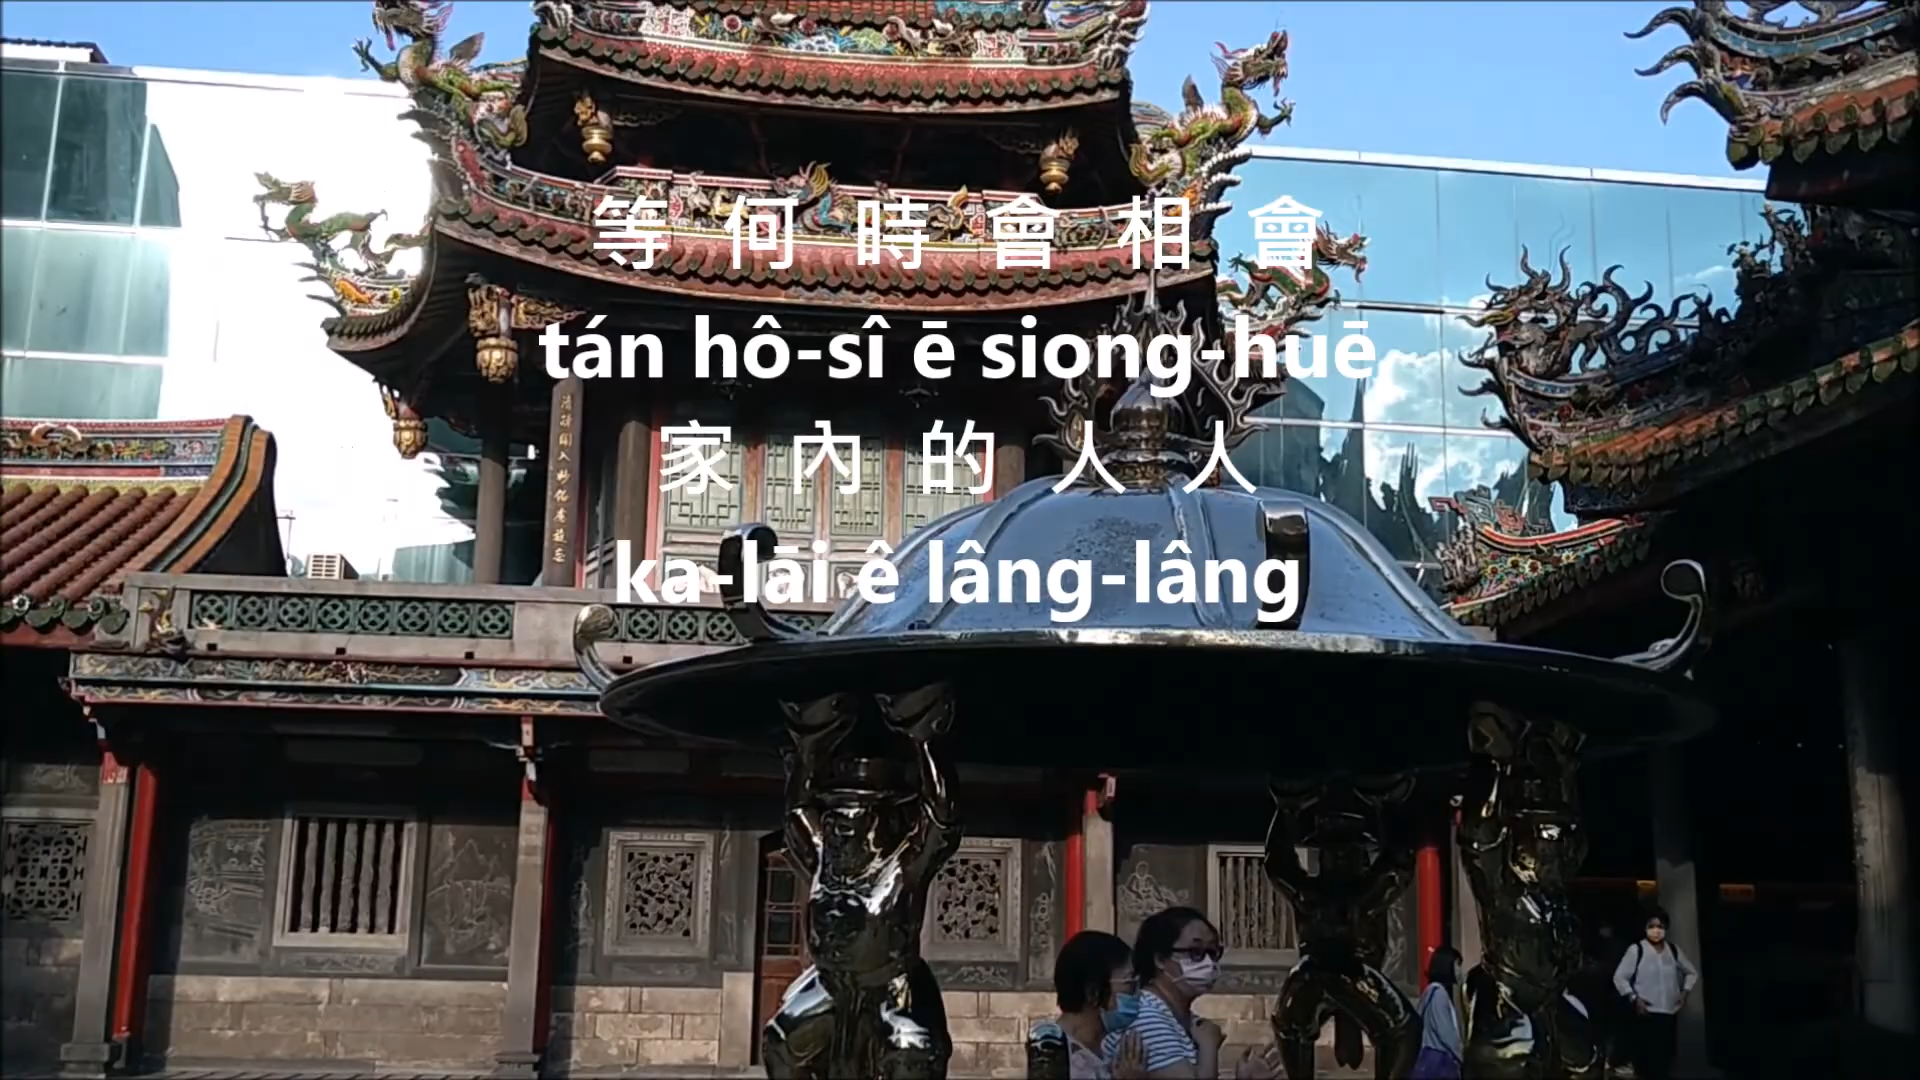 等何時會相會
tán hô-sî ē siong-huē
家內的人人
ka-lāi ê lâng-lâng